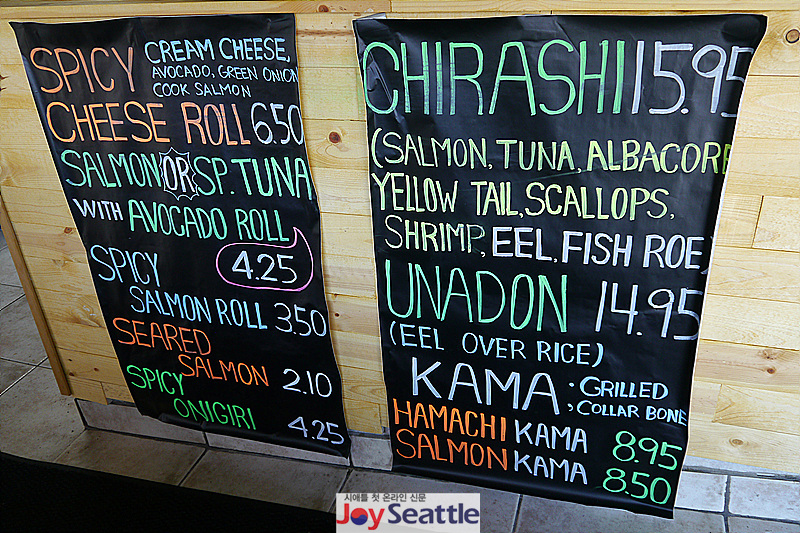 SPICY CREAM CHEESE,
AVOCADO, GREEN ONION
COOK SALMON
CHEESE ROLL 6.50
SALMON OR SP. TUNA
WITH AVOCADO ROLL
4.25
SPICY
SALMON ROLL 3.50
SEARED
SALMON 2.10
SPICY
ONIGIRI 4.25
CHIRASHI 15.95
(SALMON, TUNA, ALBACORE
YELLOW TAIL, SCALLOPS,
SHRIMP, EEL, FISH ROE)
UNADON 14.95
(EEL OVER RICE)
KAMA : GRILLED
; COLLAR BONE
HAMACHI KAMA 8.95
SALMON KAMA 8.50
시애틀 첫 온라인 신문
JoySeattle